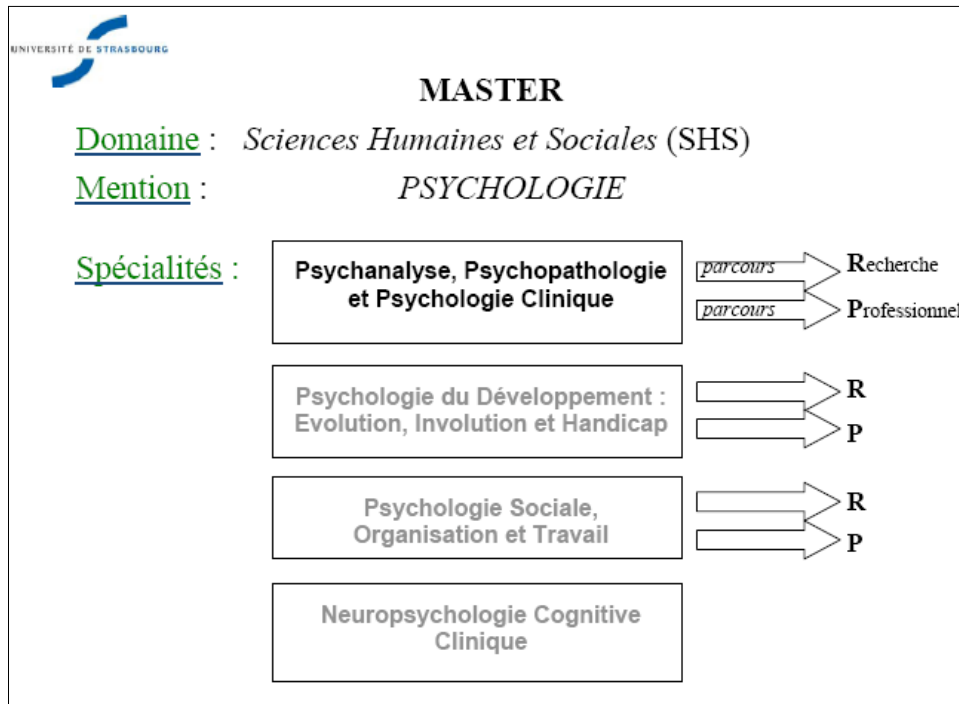 UNIVERSITÉ DE STRASBOURG
MASTER
Domaine : Sciences Humaines et Sociales (SHS)
Mention : PSYCHOLOGIE
Spécialités :
Psychanalyse, Psychopathologie
et Psychologie Clinique
parcours Recherche
parcours Professionnel
Psychologie du Développement :
Evolution, Involution et Handicap
R
P
Psychologie Sociale,
Organisation et Travail
R
P
Neuropsychologie Cognitive
Clinique